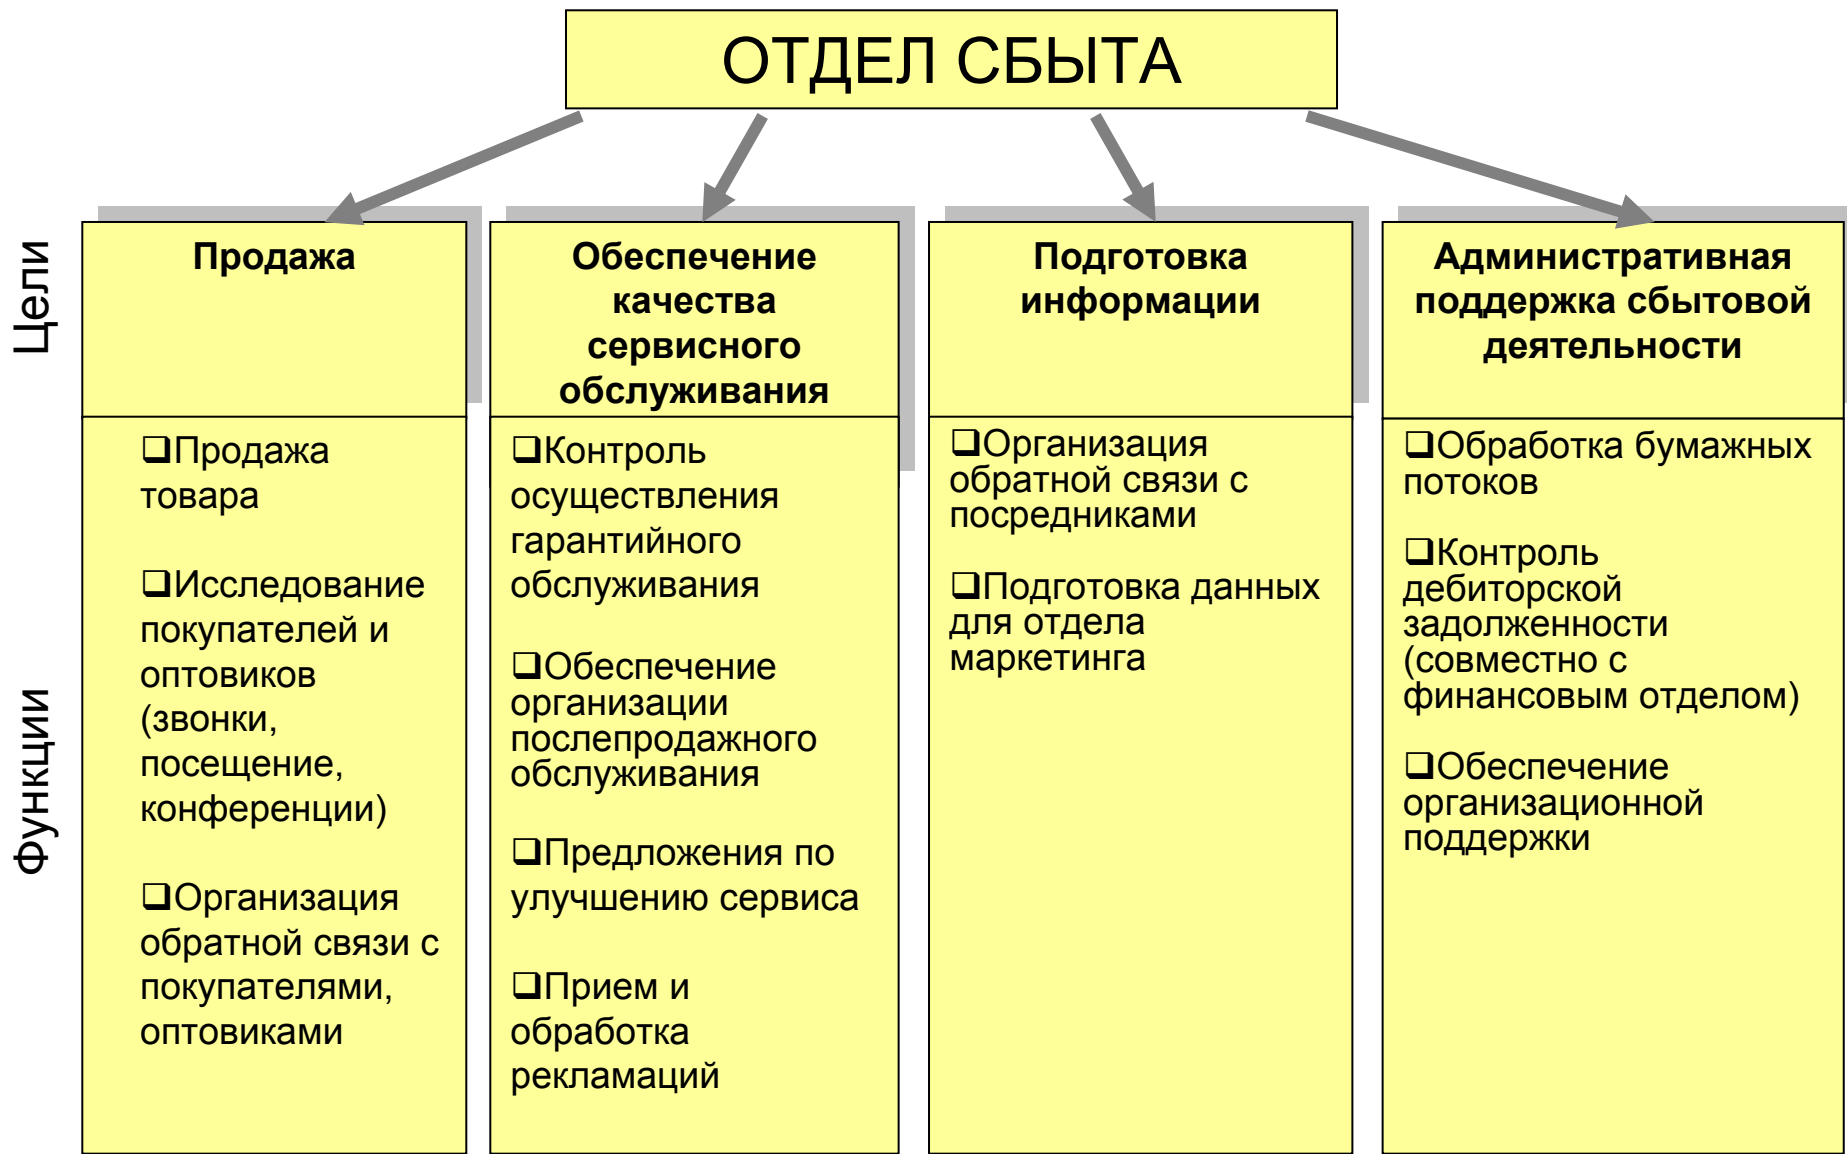 ОТДЕЛ СБЫТА
Цели
Продажа
Обеспечение
качества
сервисного
обслуживания
Подготовка
информации
Административная
поддержка сбытовой
деятельности
Функции
❑Продажа
товара
❑Исследование
покупателей и
оптовиков
(звонки,
посещение,
конференции)
❑Организация
обратной связи с
покупателями,
оптовиками
❑Контроль
осуществления
гарантийного
обслуживания
❑Обеспечение
организации
послепродажного
обслуживания
❑Предложения по
улучшению сервиса
❑Прием и
обработка
рекламаций
❑Организация
обратной связи с
посредниками
❑Подготовка данных
для отдела
маркетинга
❑Обработка бумажных
потоков
❑Контроль
дебиторской
задолженности
(совместно с
финансовым отделом)
❑Обеспечение
организационной
поддержки